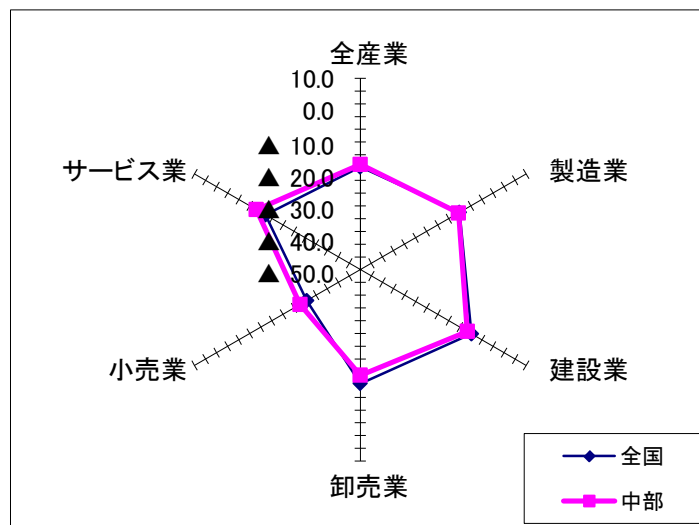 全産業
10.0
0.0
▲ 10.0
▲ 20.0
▲ 30.0
▲ 40.0
▲ 50.0
サービス業
製造業
小売業
建設業
卸売業
全国
中部